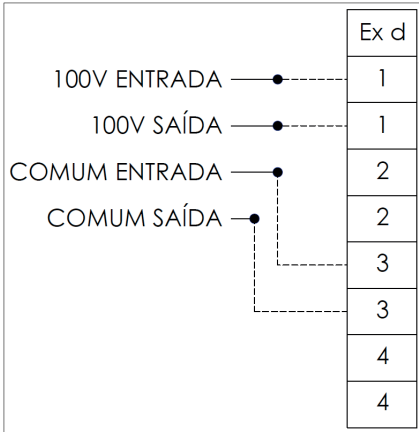 Ex d
100V ENTRADA 1
100V SAÍDA 1
COMUM ENTRADA 2
COMUM SAÍDA 2
3
3
4
4